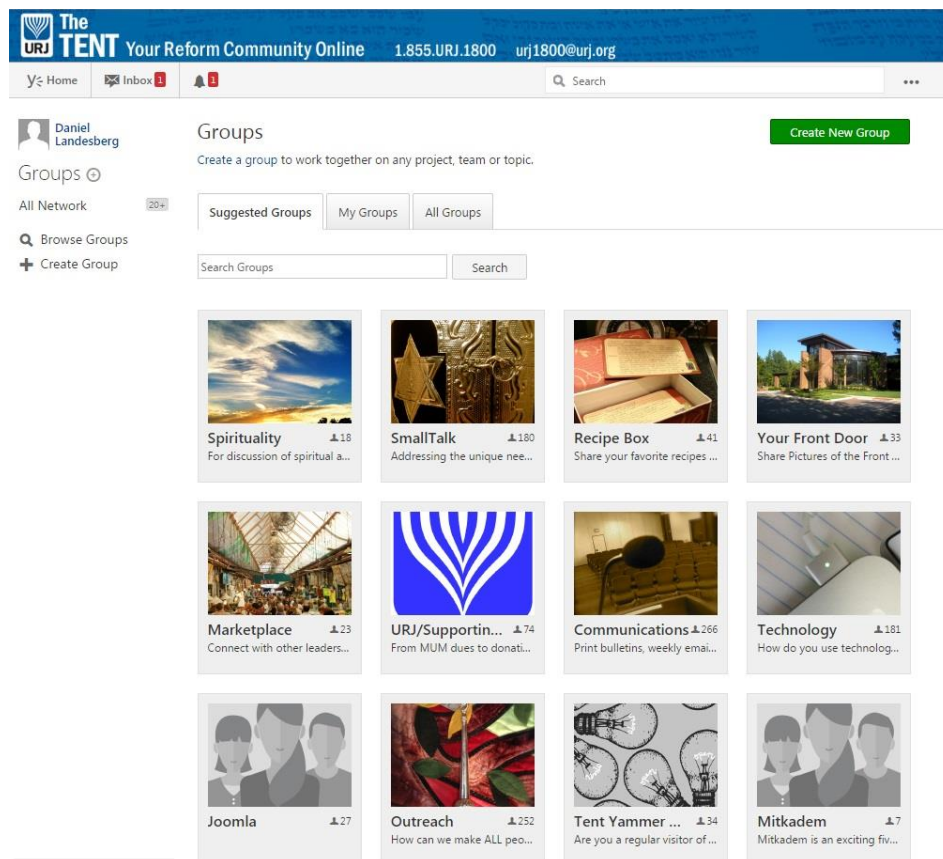 The
URJ TENT Your Reform Community Online 1.855.URJ.1800 urj1800@urj.org
Home Inbox 1 1 Search
Daniel
Landesberg
Groups
All Network 20+
Browse Groups
Create Group
Groups
Create New Group
Create a group to work together on any project, team or topic.
Suggested Groups My Groups All Groups
Search Groups Search
Spirituality 18
For discussion of spiritual a...
SmallTalk 180
Addressing the unique nee...
Recipe Box 41
Share your favorite recipes ...
Your Front Door 33
Share Pictures of the Front ...
Marketplace 23
Connect with other leaders...
URJ/Supportin... 74
From MUM dues to donati...
Communications 266
Print bulletins, weekly emai...
Technology 181
How do you use technolog...
Joomla 27
Outreach 252
How can we make ALL peo...
Tent Yammer ... 34
Are you a regular visitor of ...
Mitkadem 7
Mitkadem is an exciting fiv...